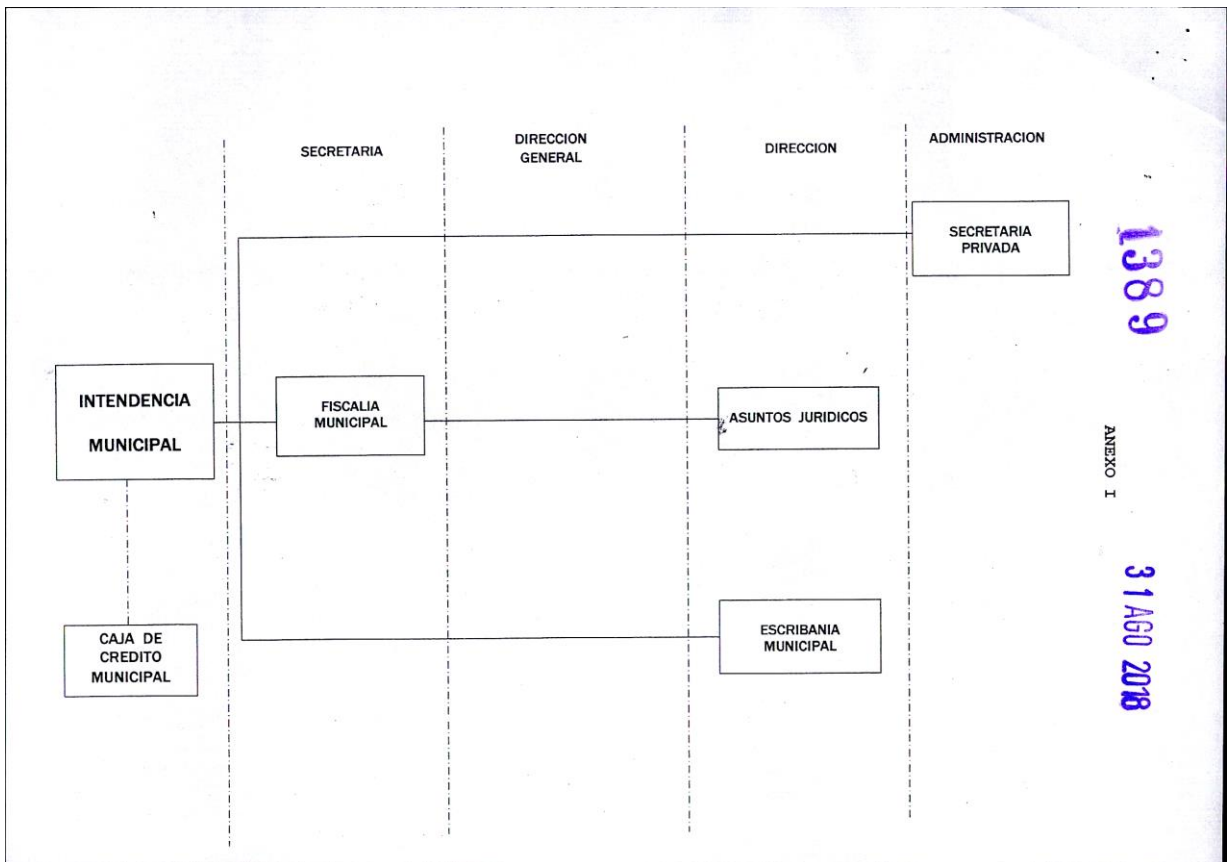 SECRETARIA
DIRECCION
GENERAL
DIRECCION
ADMINISTRACION
SECRETARIA
PRIVADA
INTENDENCIA
MUNICIPAL
FISCALIA
MUNICIPAL
ASUNTOS JURIDICOS
CAJA DE
CREDITO
MUNICIPAL
ESCRIBANIA
MUNICIPAL
1389
ANEXO I
31 AGO 2018